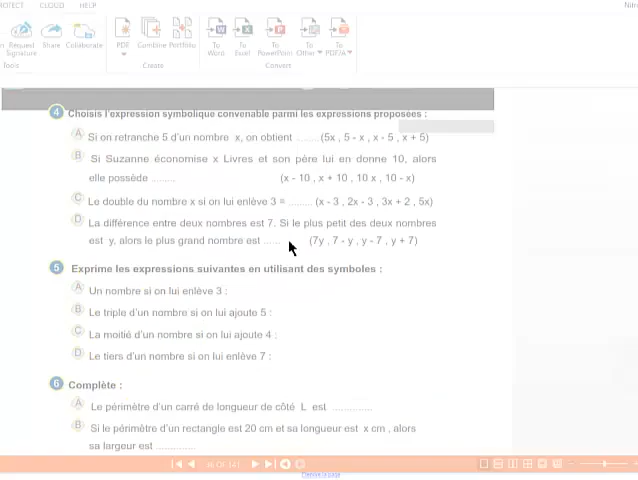 OTECT CLOUD HELP Nitro
Request Signature Share Collaborate PDF Combine Portfolio To Word To Excel To PowerPoint To Other To PDF/A
Tools Create Convert
4 Choisis l'expression symbolique convenable parmi les expressions proposées :
A Si on retranche 5 d'un nombre x, on obtient ....... (5x , 5 - x , x - 5 , x + 5)
B Si Suzanne économise x Livres et son père lui en donne 10, alors
elle possède ........ (x - 10 , x + 10 , 10 x , 10 - x)
C Le double du nombre x si on lui enlève 3 = ........ (x - 3 , 2x - 3 , 3x + 2 , 5x)
D La différence entre deux nombres est 7. Si le plus petit des deux nombres
est y, alors le plus grand nombre est ...... (7y , 7 - y , y - 7 , y + 7)
5 Exprime les expressions suivantes en utilisant des symboles :
A Un nombre si on lui enlève 3 :
B Le triple d'un nombre si on lui ajoute 5 :
C La moitié d'un nombre si on lui ajoute 4 :
D Le tiers d'un nombre si on lui enlève 7 :
6 Complète :
A Le périmètre d'un carré de longueur de côté L est ..............
B Si le périmètre d'un rectangle est 20 cm et sa longueur est x cm , alors
sa largeur est ..............
OF 141